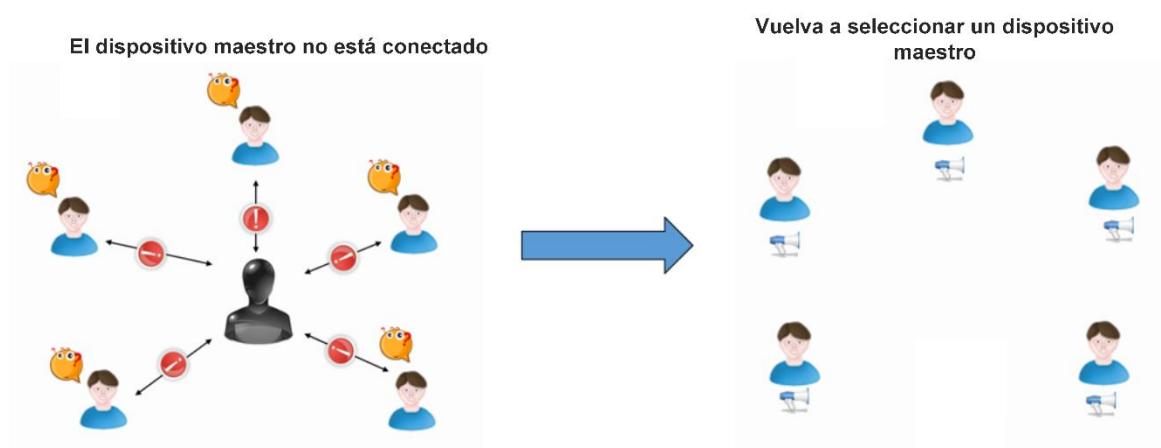 El dispositivo maestro no está conectado
Vuelva a seleccionar un dispositivo
maestro